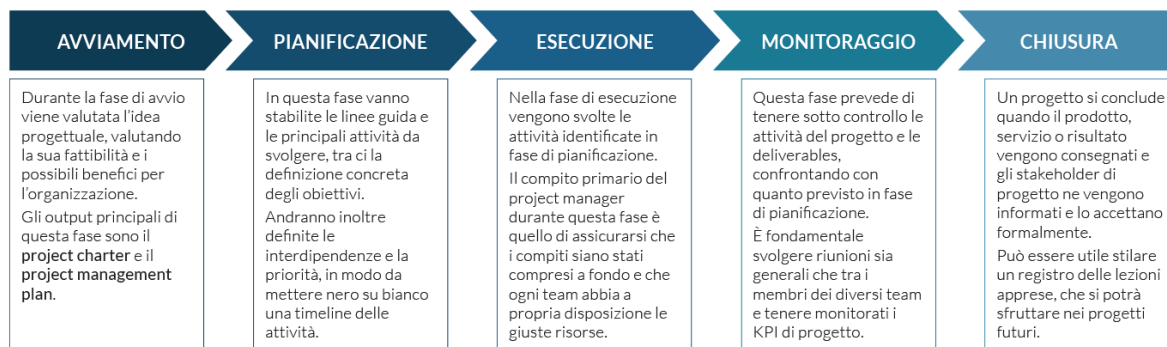 AVVIAMENTO
PIANIFICAZIONE
ESECUZIONE
MONITORAGGIO
CHIUSURA
Durante la fase di avvio
viene valutata l'idea
progettuale, valutando
la sua fattibilità e i
possibili benefici per
l'organizzazione.
Gli output principali di
questa fase sono il
project charter e il
project management
plan.
In questa fase vanno
stabilite le linee guida e
le principali attività da
svolgere, tra ci la
definizione concreta
degli obiettivi.
Andranno inoltre
definite le
interdipendenze e la
priorità, in modo da
mettere nero su bianco
una timeline delle
attività.
Nella fase di esecuzione
vengono svolte le
attività identificate in
fase di pianificazione.
Il compito primario del
project manager
durante questa fase è
quello di assicurarsi che
i compiti siano stati
compresi a fondo e che
ogni team abbia a
propria disposizione le
giuste risorse.
Questa fase prevede di
tenere sotto controllo le
attività del progetto e le
deliverables,
confrontando con
quanto previsto in fase
di pianificazione.
È fondamentale
svolgere riunioni sia
generali che tra i
membri dei diversi team
e tenere monitorati i
KPI di progetto.
Un progetto si conclude
quando il prodotto,
servizio o risultato
vengono consegnati e
gli stakeholder di
progetto ne vengono
informati e lo accettano
formalmente.
Può essere utile stilare
un registro delle lezioni
apprese, che si potrà
sfruttare nei progetti
futuri.